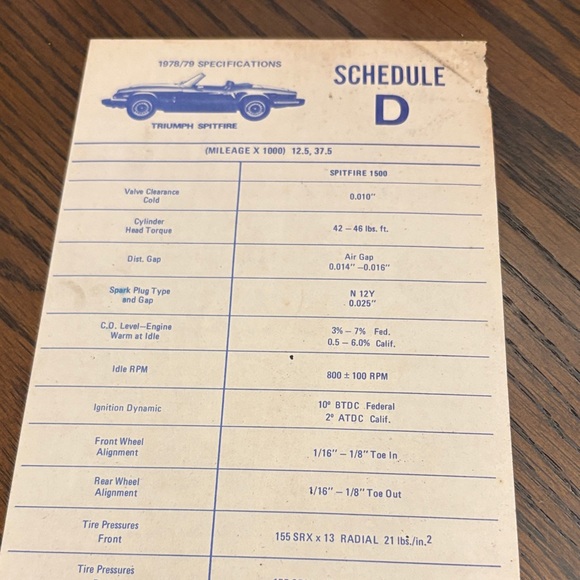 1978/79 SPECIFICATIONS
SCHEDULE
D
TRIUMPH SPITFIRE
(MILEAGE X 1000) 12.5, 37.5
SPITFIRE 1500
Valve Clearance
Cold
0.010"
Cylinder
Head Torque
42 – 46 lbs. ft.
Dist. Gap
Air Gap
0.014" –0.016"
Spark Plug Type
and Gap
N 12Y
0.025"
C.O. Level–Engine
Warm at Idle
3% – 7% Fed.
0.5 – 6.0% Calif.
Idle RPM
800 ± 100 RPM
Ignition Dynamic
10º BTDC Federal
2º ATDC Calif.
Front Wheel
Alignment
1/16" – 1/8" Toe In
Rear Wheel
Alignment
1/16" – 1/8" Toe Out
Tire Pressures
Front
155 SRX x 13 RADIAL 21 lbs./in.2
Tire Pressures